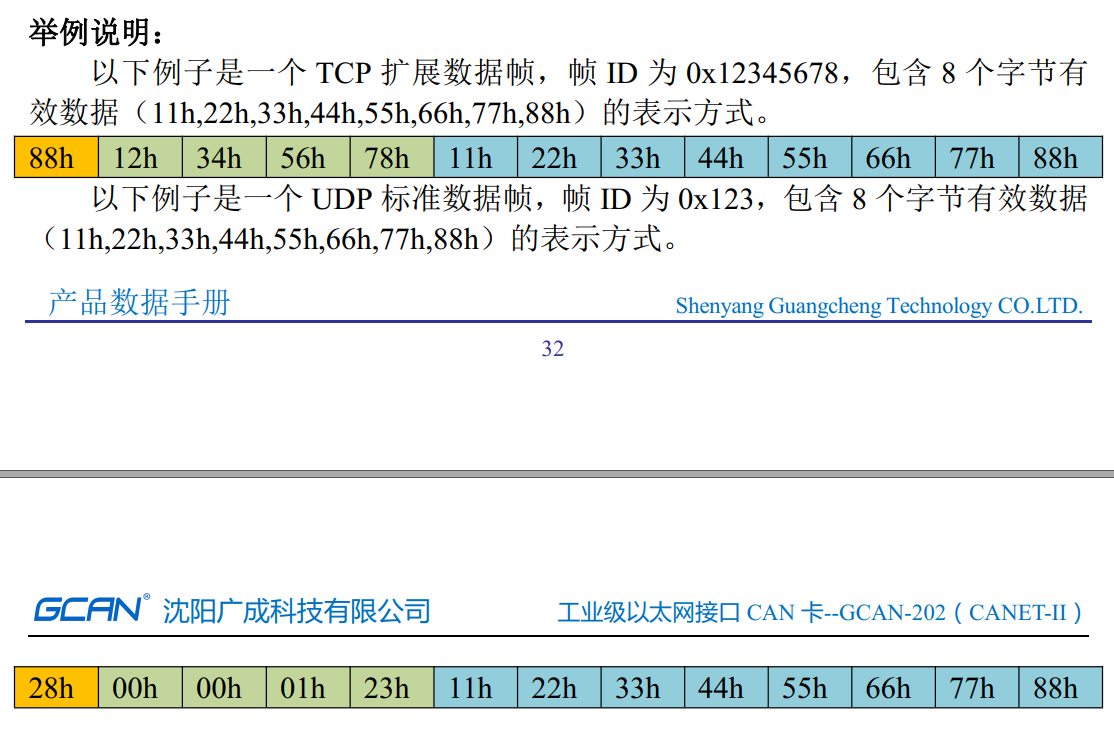 举例说明：
以下例子是一个 TCP 扩展数据帧，帧 ID 为 0x12345678，包含 8 个字节有
效数据（11h,22h,33h,44h,55h,66h,77h,88h）的表示方式。
88h 12h 34h 56h 78h 11h 22h 33h 44h 55h 66h 77h 88h
以下例子是一个 UDP 标准数据帧，帧 ID 为 0x123，包含 8 个字节有效数据
（11h,22h,33h,44h,55h,66h,77h,88h）的表示方式。
产品数据手册 Shenyang Guangcheng Technology CO.LTD.
32
GCAN® 沈阳广成科技有限公司 工业级以太网接口 CAN 卡--GCAN-202（CANET-II）
28h 00h 00h 01h 23h 11h 22h 33h 44h 55h 66h 77h 88h